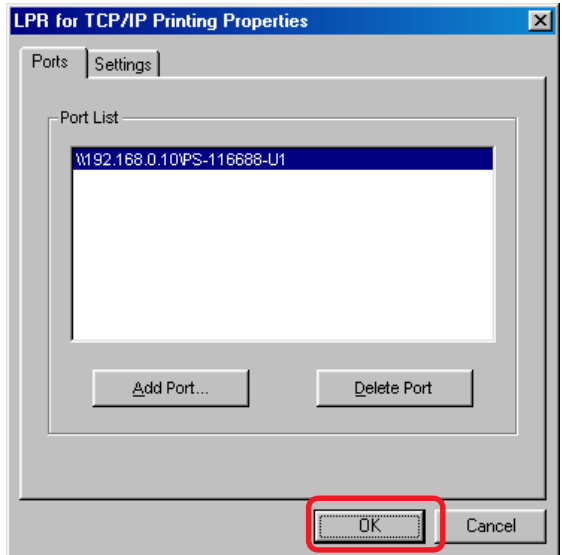 LPR for TCP/IP Printing Properties
Ports Settings
Port List
\\192.168.0.10\PS-116688-U1
Add Port... Delete Port
OK Cancel